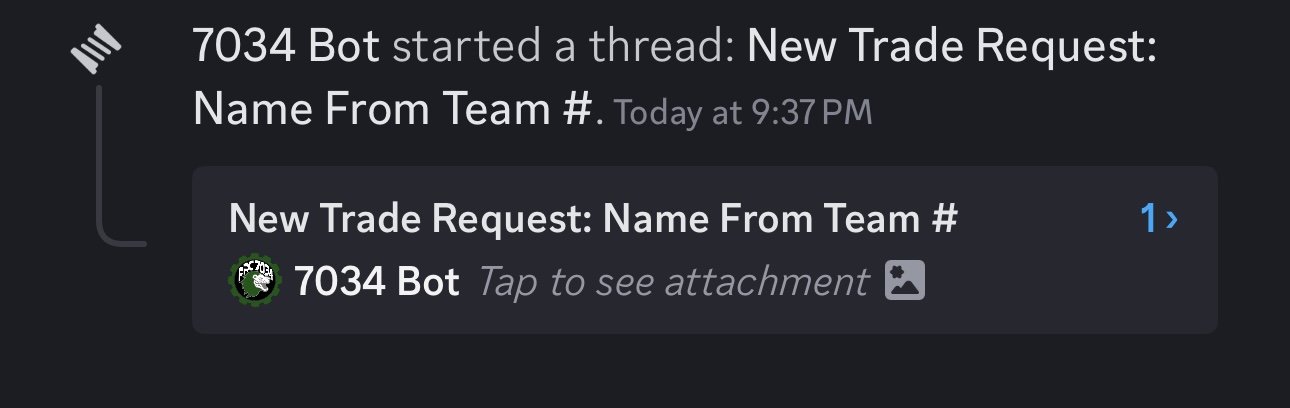 7034 Bot started a thread: New Trade Request:
Name From Team #. Today at 9:37 PM
New Trade Request: Name From Team #
1 ›
7034 Bot Tap to see attachment